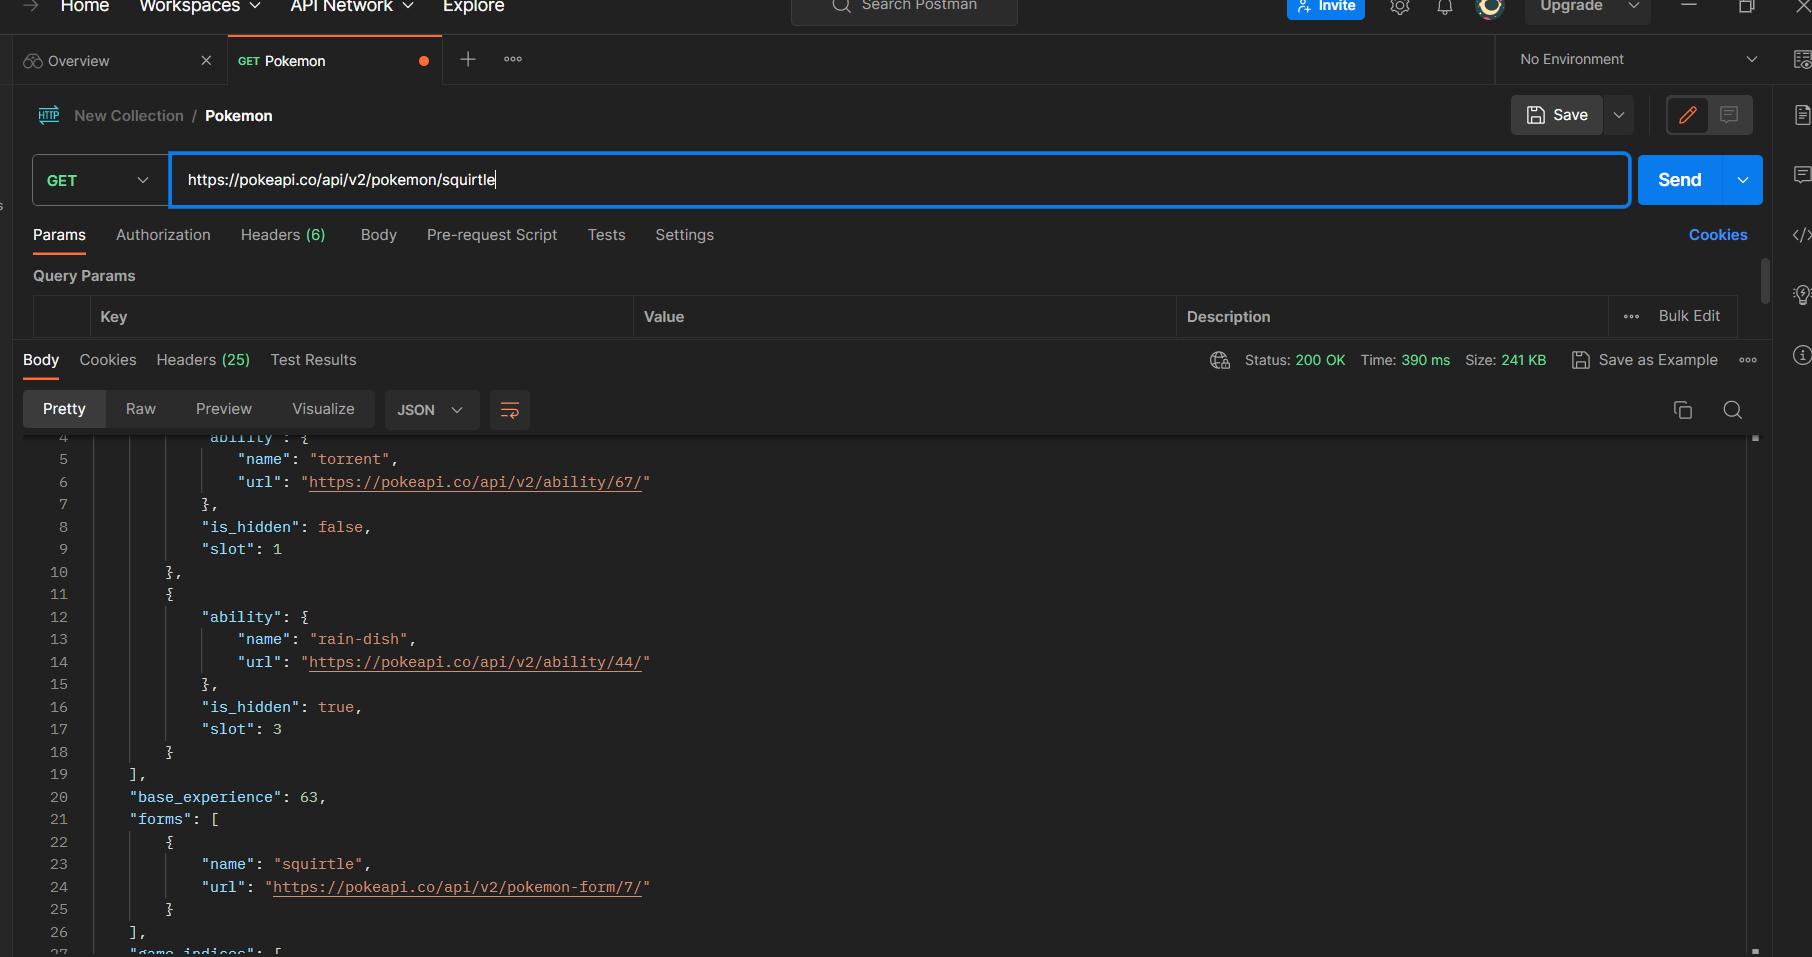 Home Workspaces API Network Explore Search Postman Invite Upgrade
Overview GET Pokemon No Environment
HTTP New Collection / Pokemon Save
GET https://pokeapi.co/api/v2/pokemon/squirtle Send
Params Authorization Headers (6) Body Pre-request Script Tests Settings Cookies
Query Params
Key Value Description Bulk Edit
Body Cookies Headers (25) Test Results Status: 200 OK Time: 390 ms Size: 241 KB Save as Example
Pretty Raw Preview Visualize JSON
4 "ability": {
5 "name": "torrent",
6 "url": "https://pokeapi.co/api/v2/ability/67/"
7 },
8 "is_hidden": false,
9 "slot": 1
10 },
11 {
12 "ability": {
13 "name": "rain-dish",
14 "url": "https://pokeapi.co/api/v2/ability/44/"
15 },
16 "is_hidden": true,
17 "slot": 3
18 }
19 ],
20 "base_experience": 63,
21 "forms": [
22 {
23 "name": "squirtle",
24 "url": "https://pokeapi.co/api/v2/pokemon-form/7/"
25 }
26 ],
27 "game_indices": [